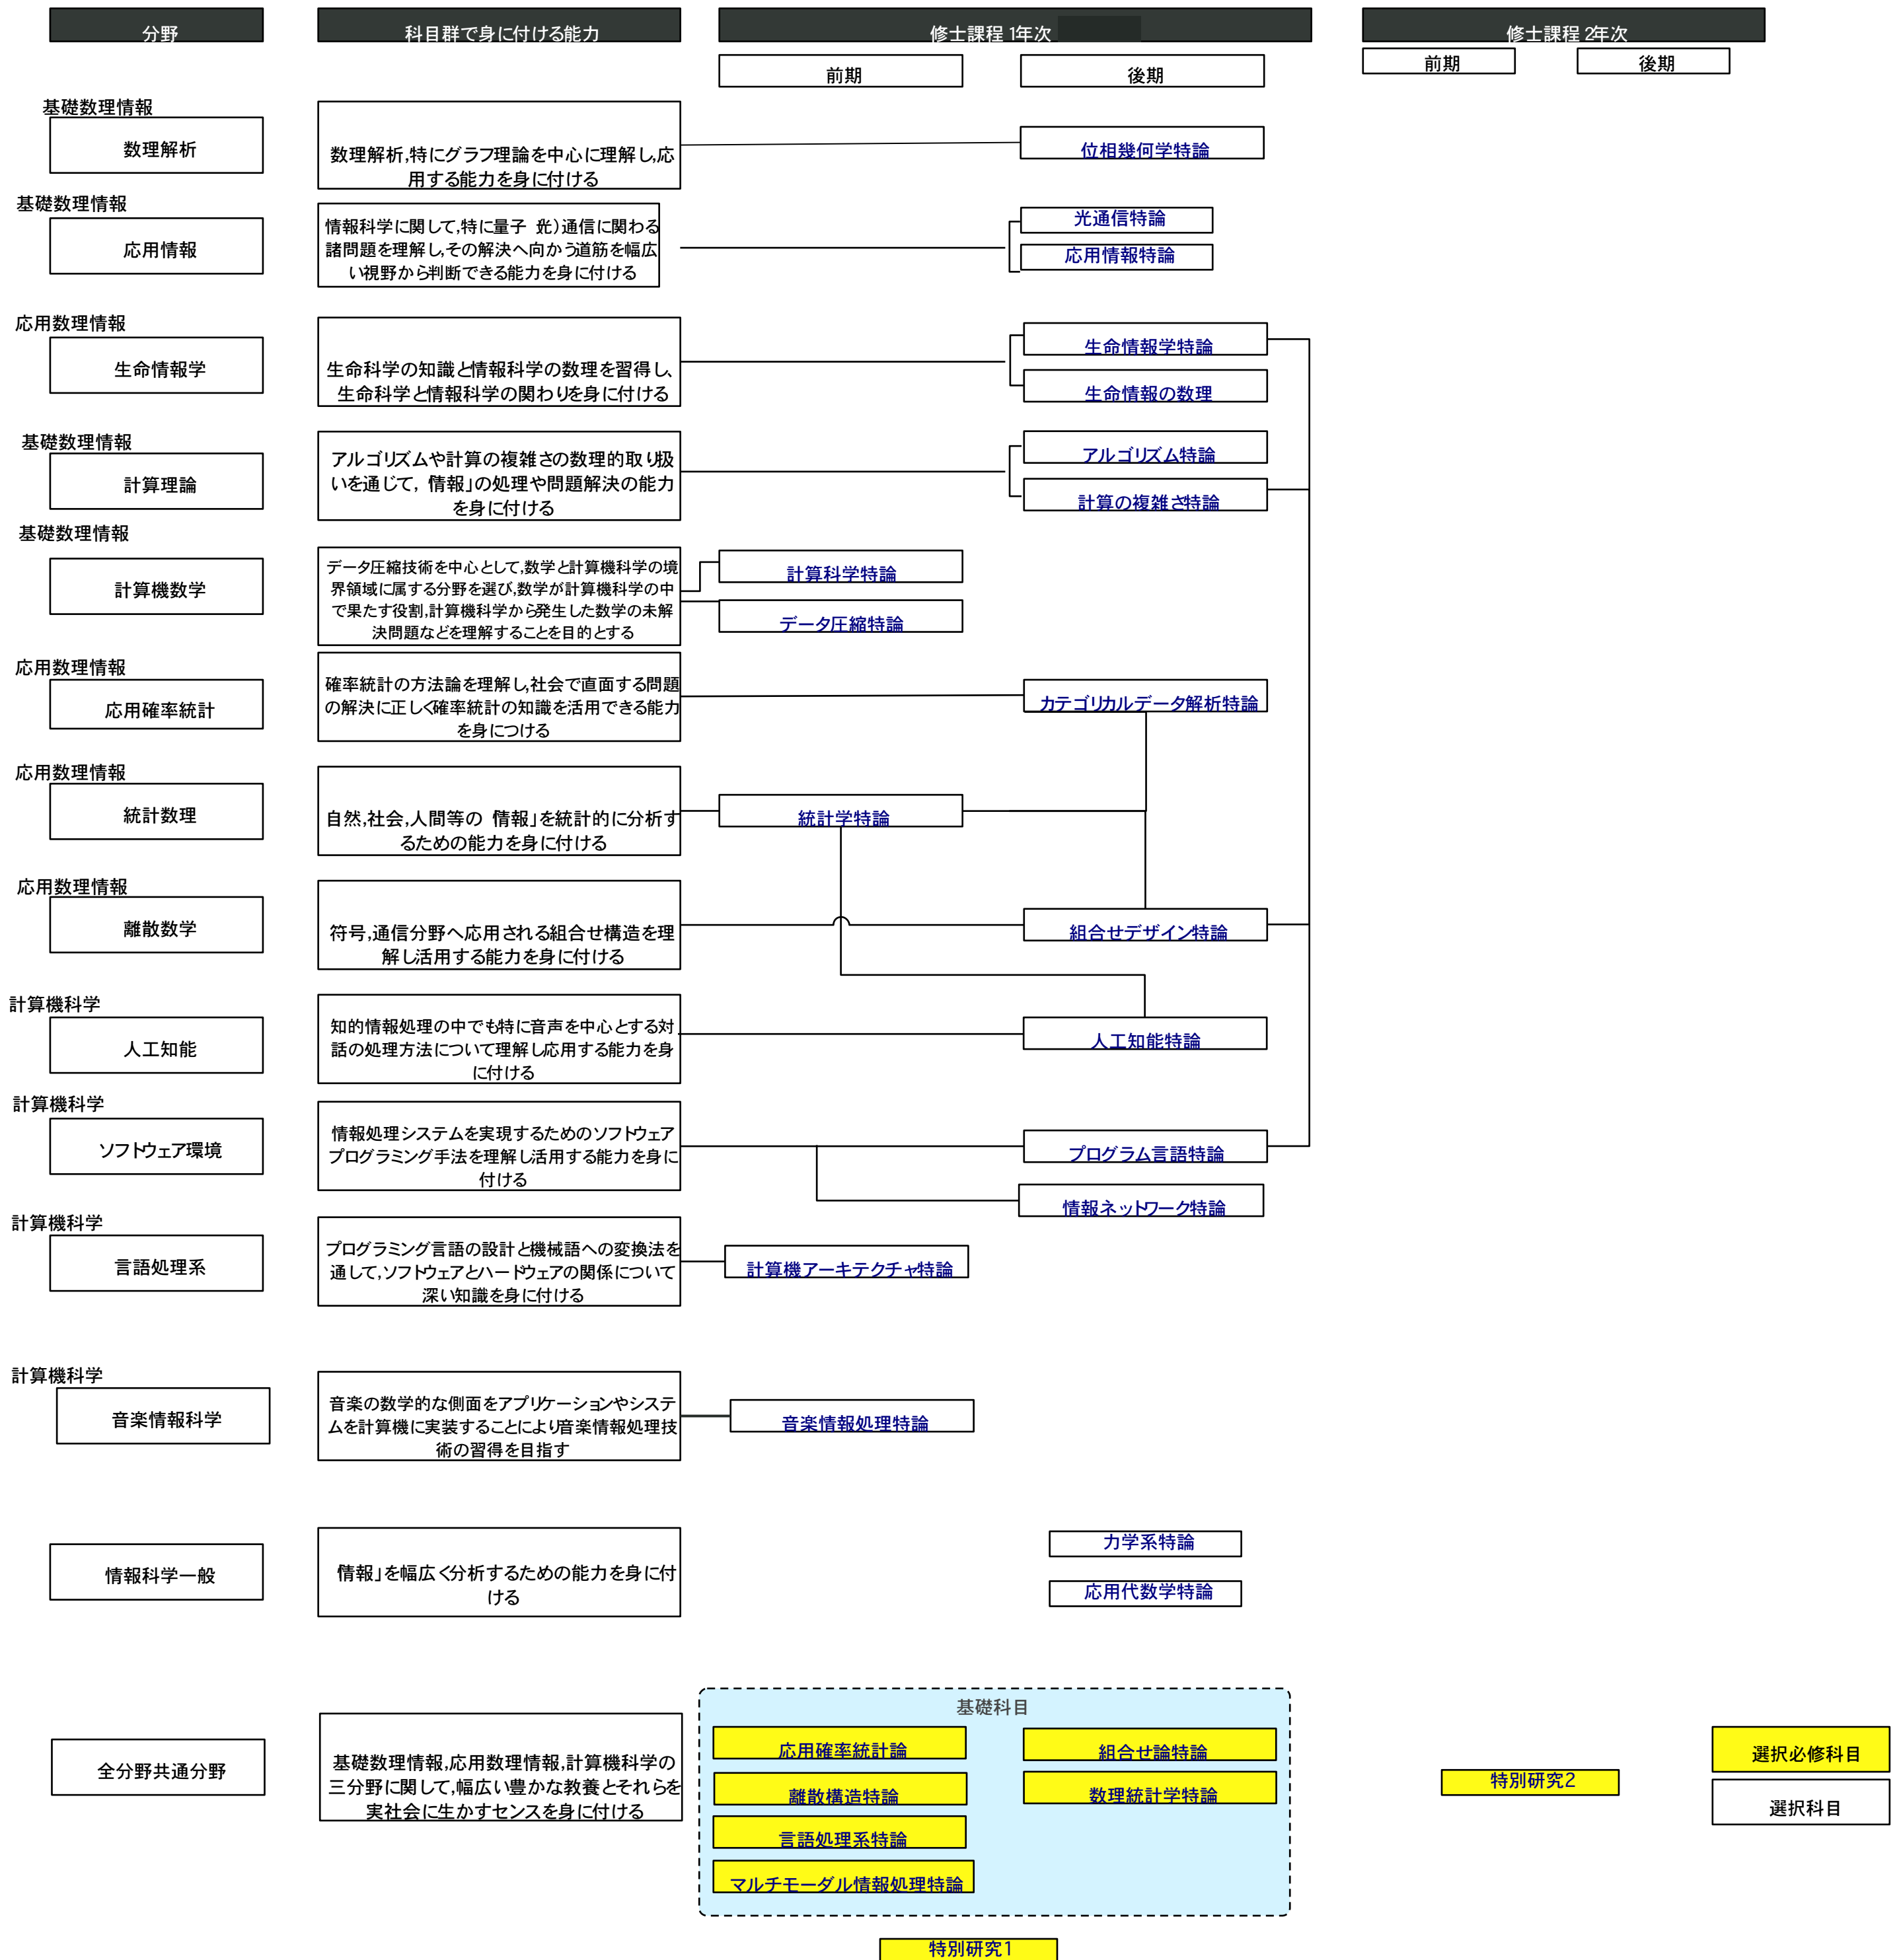 分野
科目群で身に付ける能力
修士課程 1年次
修士課程 2年次
前期
後期
前期
後期
基礎数理情報
数理解析
数理解析,特にグラフ理論を中心に理解し,応
用する能力を身に付ける
位相幾何学特論
基礎数理情報
応用情報
情報科学に関して,特に量子 光)通信に関わる
諸問題を理解し,その解決へ向かう道筋を幅広
い視野から判断できる能力を身に付ける
光通信特論
応用情報特論
応用数理情報
生命情報学
生命科学の知識と情報科学の数理を習得し、
生命科学と情報科学の関わりを身に付ける
生命情報学特論
生命情報の数理
基礎数理情報
計算理論
アルゴリズムや計算の複雑さの数理的取り扱
いを通じて,「情報」の処理や問題解決の能力
を身に付ける
アルゴリズム特論
計算の複雑さ特論
基礎数理情報
計算機数学
データ圧縮技術を中心として,数学と計算機科学の境
界領域に属する分野を選び,数学が計算機科学の中
で果たす役割,計算機科学から発生した数学の未解
決問題などを理解することを目的とする
計算科学特論
データ圧縮特論
応用数理情報
応用確率統計
確率統計の方法論を理解し,社会で直面する問題
の解決に正しく確率統計の知識を活用できる能力
を身につける
カテゴリカルデータ解析特論
応用数理情報
統計数理
自然,社会,人間等の「情報」を統計的に分析す
るための能力を身に付ける
統計学特論
応用数理情報
離散数学
符号,通信分野へ応用される組合せ構造を理
解し活用する能力を身に付ける
組合せデザイン特論
計算機科学
人工知能
知的情報処理の中でも特に音声を中心とする対
話の処理方法について理解し応用する能力を身
に付ける
人工知能特論
計算機科学
ソフトウェア環境
情報処理システムを実現するためのソフトウェア
プログラミング手法を理解し活用する能力を身に
付ける
プログラム言語特論
情報ネットワーク特論
計算機科学
言語処理系
プログラミング言語の設計と機械語への変換法を
通して,ソフトウェアとハードウェアの関係について
深い知識を身に付ける
計算機アーキテクチャ特論
計算機科学
音楽情報科学
音楽の数学的な側面をアプリケーションやシステ
ムを計算機に実装することにより音楽情報処理技
術の習得を目指す
音楽情報処理特論
情報科学一般
「情報」を幅広く分析するための能力を身に付
ける
力学系特論
応用代数学特論
全分野共通分野
基礎数理情報,応用数理情報,計算機科学の
三分野に関して,幅広い豊かな教養とそれらを
実社会に生かすセンスを身に付ける
基礎科目
応用確率統計論
組合せ論特論
離散構造特論
数理統計学特論
言語処理系特論
マルチモーダル情報処理特論
特別研究2
選択必修科目
選択科目
特別研究1